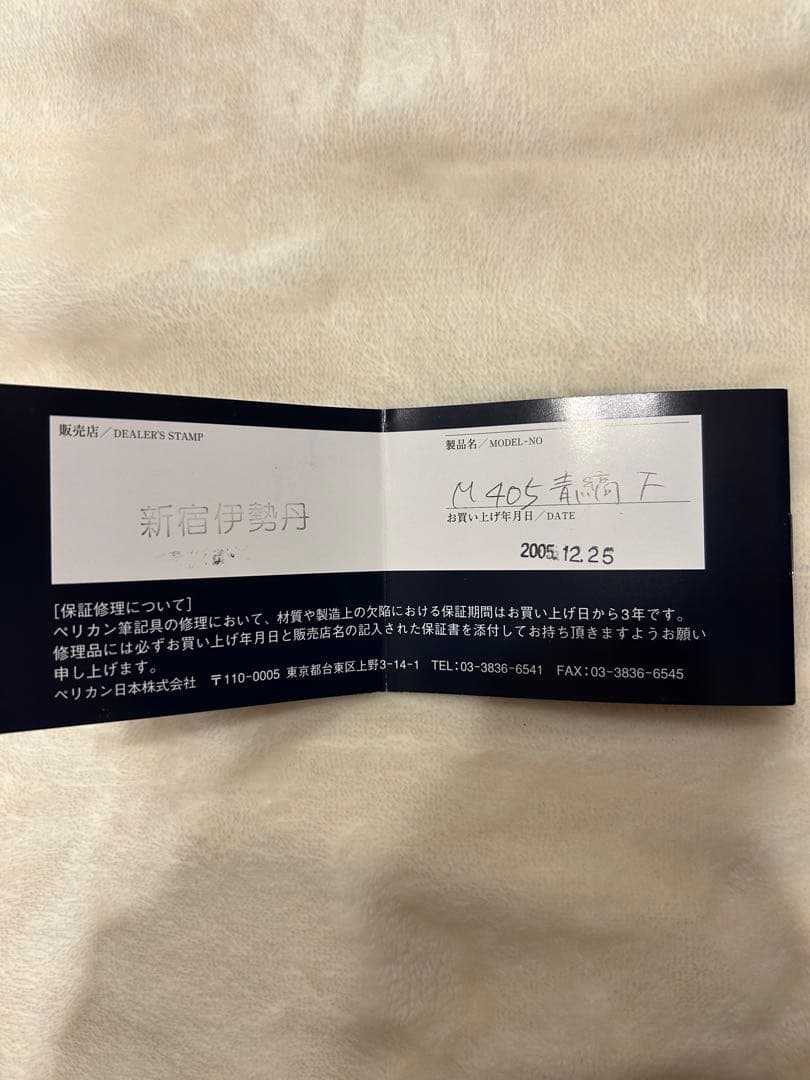 販売店/DEALER'S STAMP
新宿伊勢丹
製品名/MODEL-NO
M405青縞 F
お買い上げ年月日/DATE
2005.12.25
[保証修理について]
ペリカン筆記具の修理において、材質や製造上の欠陥における保証期間はお買い上げ日から3年です。
修理品には必ずお買い上げ年月日と販売店名の記入された保証書を添付してお持ち頂きますようお願い
申し上げます。
ペリカン日本株式会社 〒110-0005 東京都台東区上野3-14-1 TEL:03-3836-6541 FAX:03-3836-6545